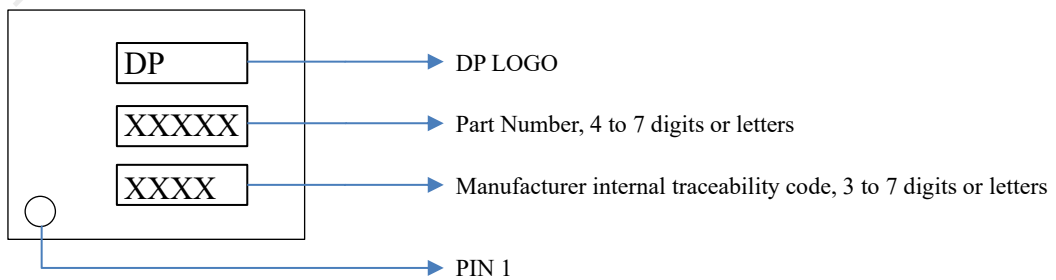 DP
DP LOGO
XXXXX
Part Number, 4 to 7 digits or letters
XXXX
Manufacturer internal traceability code, 3 to 7 digits or letters
PIN 1